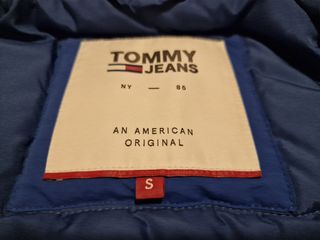 TOMMY
JEANS
NY — 85
AN AMERICAN
ORIGINAL
S